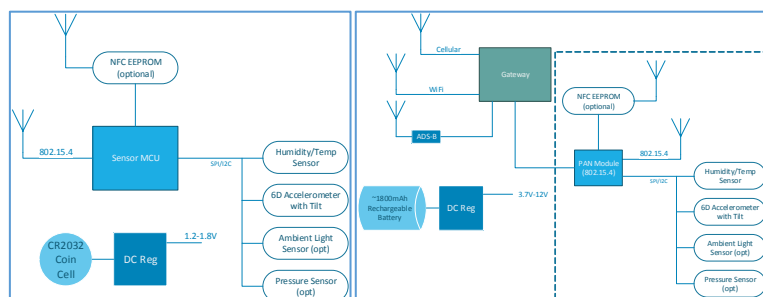 NFC EEPROM
(optional)
802.15.4
Sensor MCU
SPI/I2C
Humidity/Temp
Sensor
6D Accelerometer
with Tilt
Ambient Light
Sensor (opt)
Pressure Sensor
(opt)
CR2032
Coin
Cell
DC Reg
1.2-1.8V
Cellular
WiFi
ADS-B
Gateway
NFC EEPROM
(optional)
802.15.4
PAN Module
(802.15.4)
SPI/I2C
Humidity/Temp
Sensor
6D Accelerometer
with Tilt
Ambient Light
Sensor (opt)
Pressure Sensor
(opt)
~1800mAh
Rechargeable
Battery
DC Reg
3.7V-12V